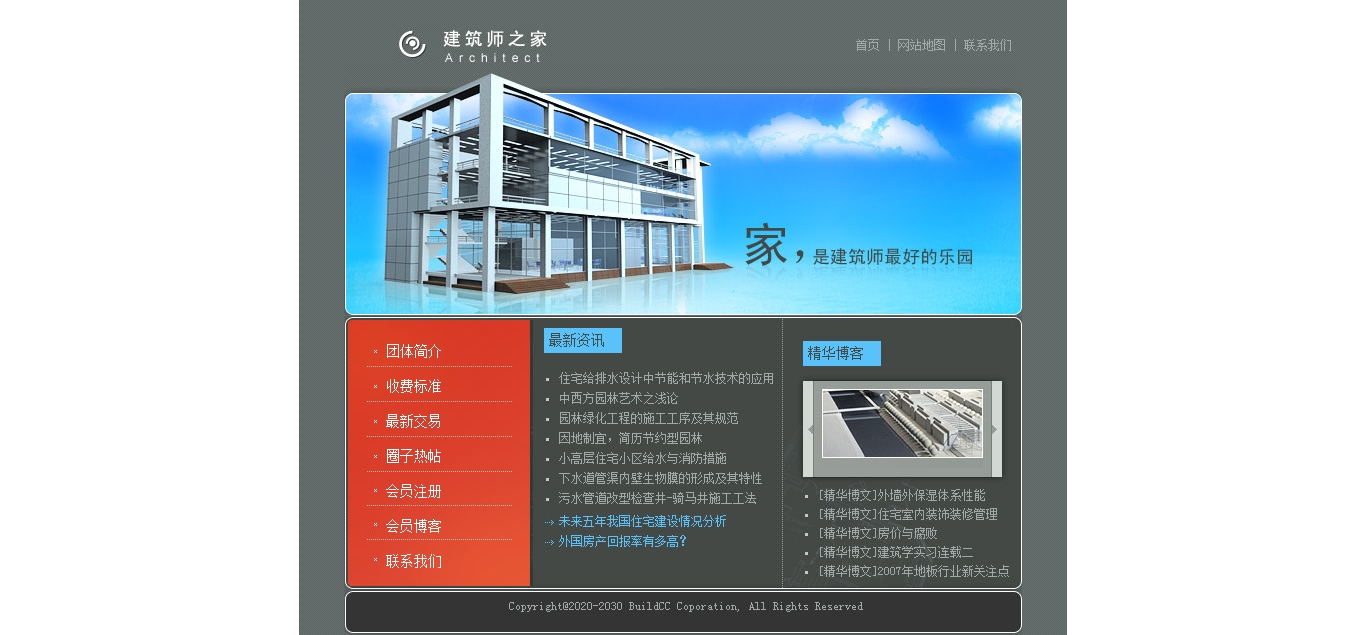 建筑师之家
Architect
首页 | 网站地图 | 联系我们
家，是建筑师最好的乐园
团体简介
收费标准
最新交易
圈子热帖
会员注册
会员博客
联系我们
最新资讯
住宅给排水设计中节能和节水技术的应用
中西方园林艺术之浅论
园林绿化工程的施工工序及其规范
因地制宜，简历节约型园林
小高层住宅小区给水与消防措施
下水道管渠内壁生物膜的形成及其特性
污水管道改型检查井-骑马井施工工法
未来五年我国住宅建设情况分析
外国房产回报率有多高?
精华博客
[精华博文]外墙外保湿体系性能
[精华博文]住宅室内装饰装修管理
[精华博文]房价与腐败
[精华博文]建筑学实习连载二
[精华博文]2007年地板行业新关注点
Copyright@2020-2030 BuildCC Coporation, All Rights Reserved